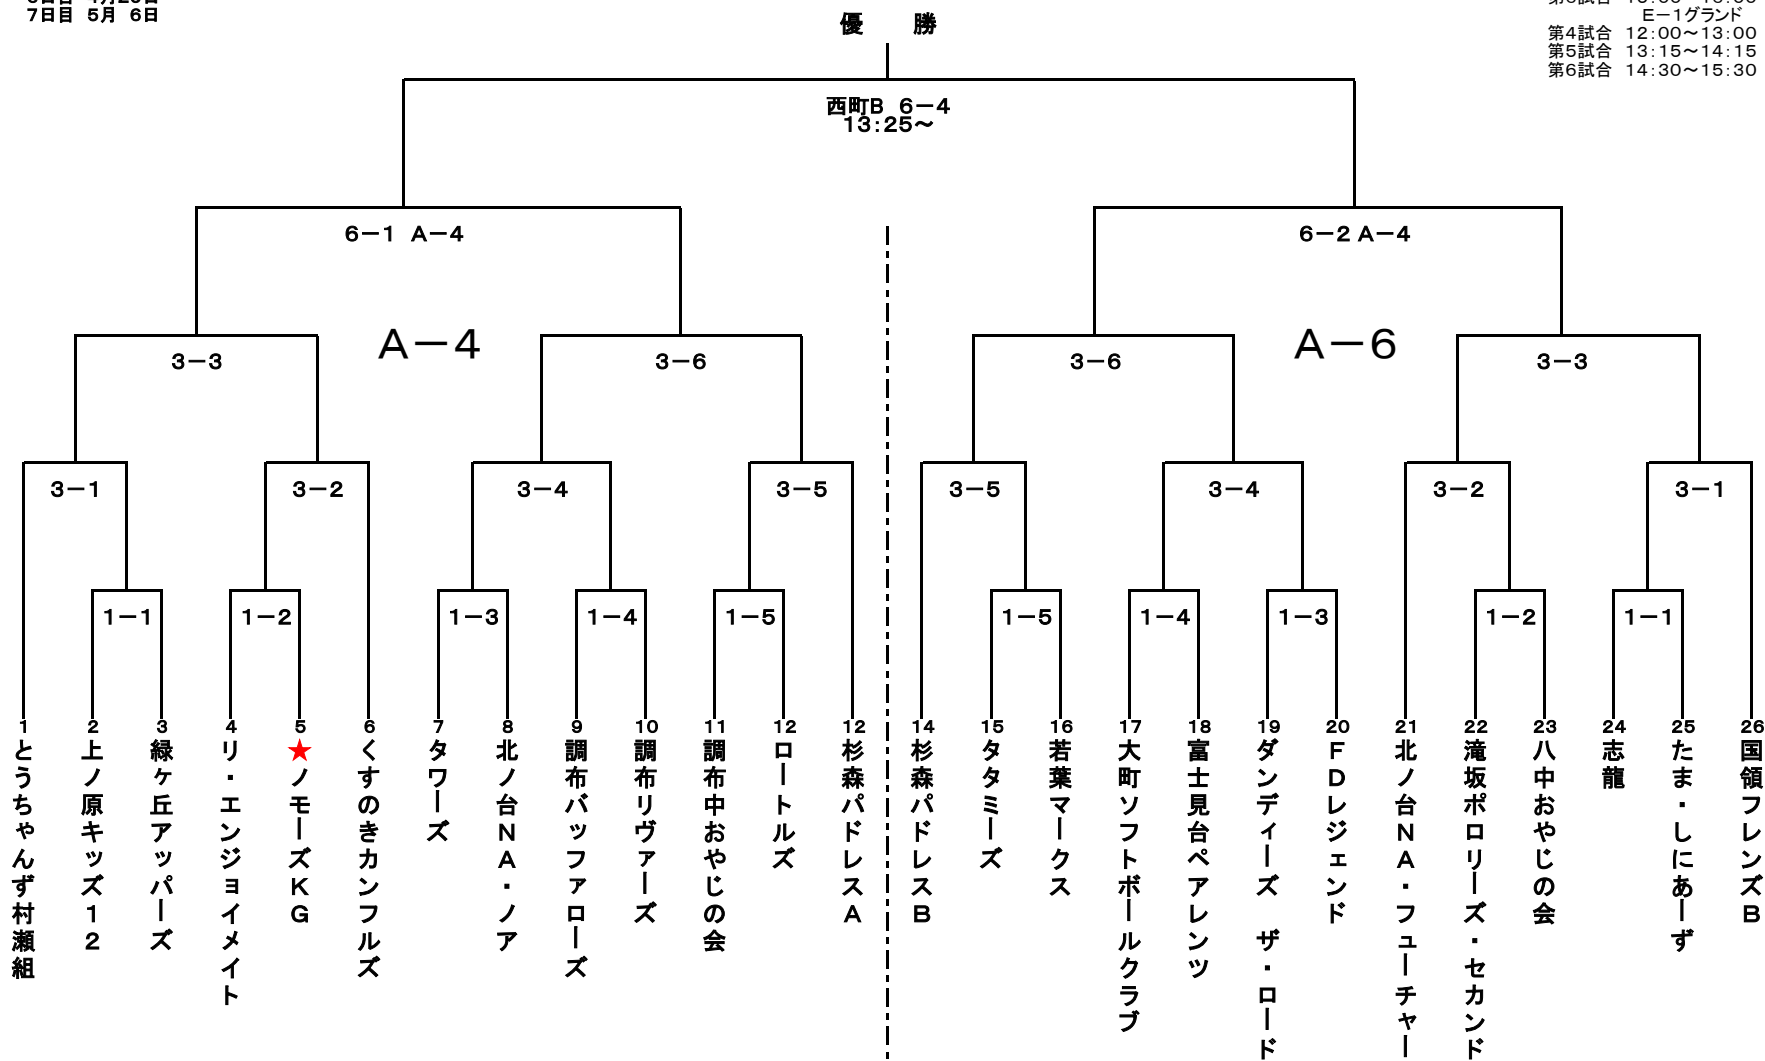 7日目 5月 6日
E－1グランド
第4試合 12:00～13:00
第5試合 13:15～14:15
第6試合 14:30～15:30
優 勝
西町B 6－4
13:25～
6－1 A－4
6－2 A－4
A－4
A－6
3－3
3－6
3－6
3－3
3－1
3－2
3－4
3－5
3－5
3－4
3－2
3－1
1－1
1－2
1－3
1－4
1－5
1－5
1－4
1－3
1－2
1－1
1 とうちゃんず村瀬組
2 上ノ原キッズ12
3 緑ヶ丘アッパーズ
4 リ・エンジョイメイト
5 ★ノモーズKG
6 くすのきカンフルズ
7 タワーズ
8 北ノ台NA・ノア
9 調布バッファローズ
10 調布リヴァーズ
11 調布中おやじの会
12 ロートルズ
12 杉森パドレスA
14 杉森パドレスB
15 タタミーズ
16 若葉マークス
17 大町ソフトボールクラブ
18 富士見台ペアレンツ
19 ダンディーズ ザ・ロード
20 FDレジェンド
21 北ノ台NA・フューチャー
22 滝坂ポロリーズ・セカンド
23 八中おやじの会
24 志龍
25 たま・しにあーず
26 国領フレンズB